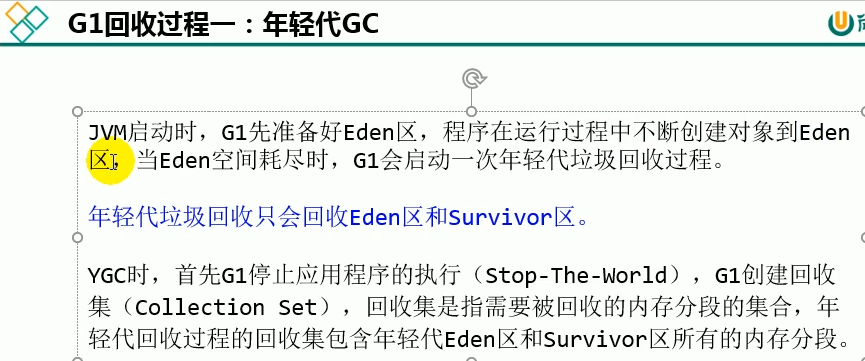 G1回收过程一：年轻代GC
JVM启动时，G1先准备好Eden区，程序在运行过程中不断创建对象到Eden
区，当Eden空间耗尽时，G1会启动一次年轻代垃圾回收过程。
年轻代垃圾回收只会回收Eden区和Survivor区。
YGC时，首先G1停止应用程序的执行（Stop-The-World），G1创建回收
集（Collection Set），回收集是指需要被回收的内存分段的集合，年
轻代回收过程的回收集包含年轻代Eden区和Survivor区所有的内存分段。